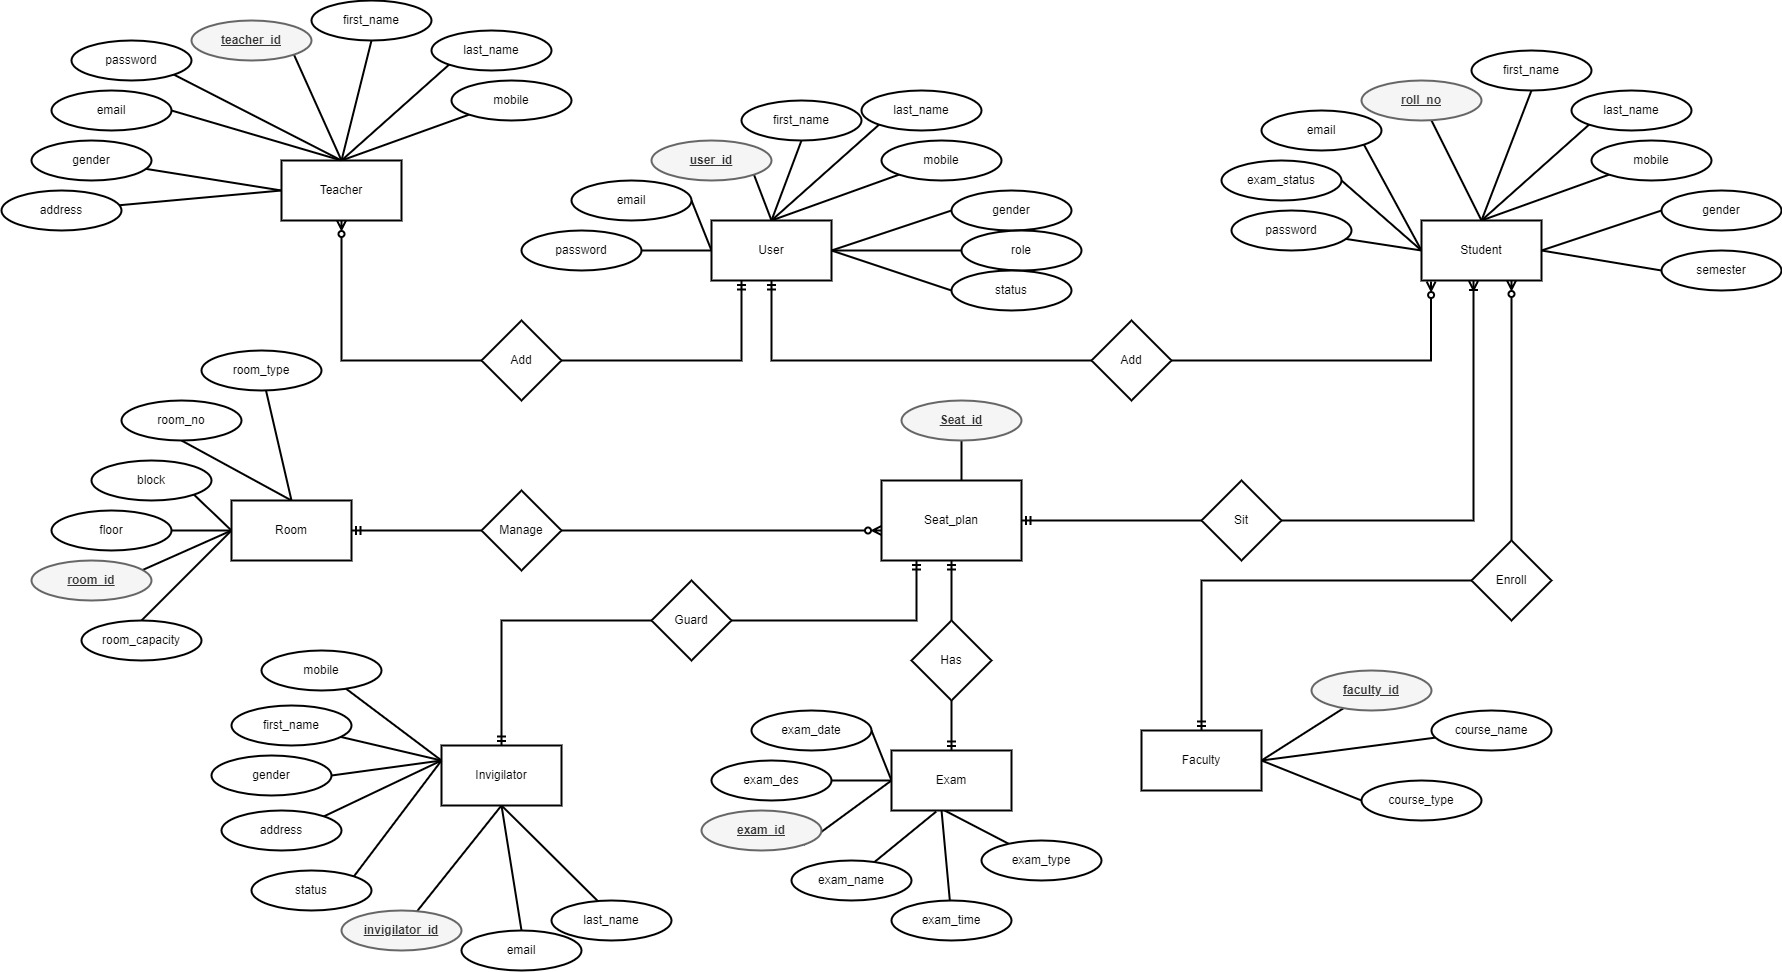 first_name
teacher_id
last_name
password
mobile
email
gender
address
Teacher
first_name
last_name
user_id
mobile
email
gender
password
User
role
status
first_name
roll_no
last_name
email
mobile
exam_status
gender
password
Student
semester
Add
Add
room_type
room_no
block
floor
Room
room_id
room_capacity
Manage
Seat_id
Seat_plan
Sit
Enroll
Guard
Has
mobile
first_name
gender
Invigilator
address
status
invigilator_id
email
last_name
exam_date
exam_des
Exam
exam_id
exam_name
exam_type
exam_time
faculty_id
course_name
Faculty
course_type